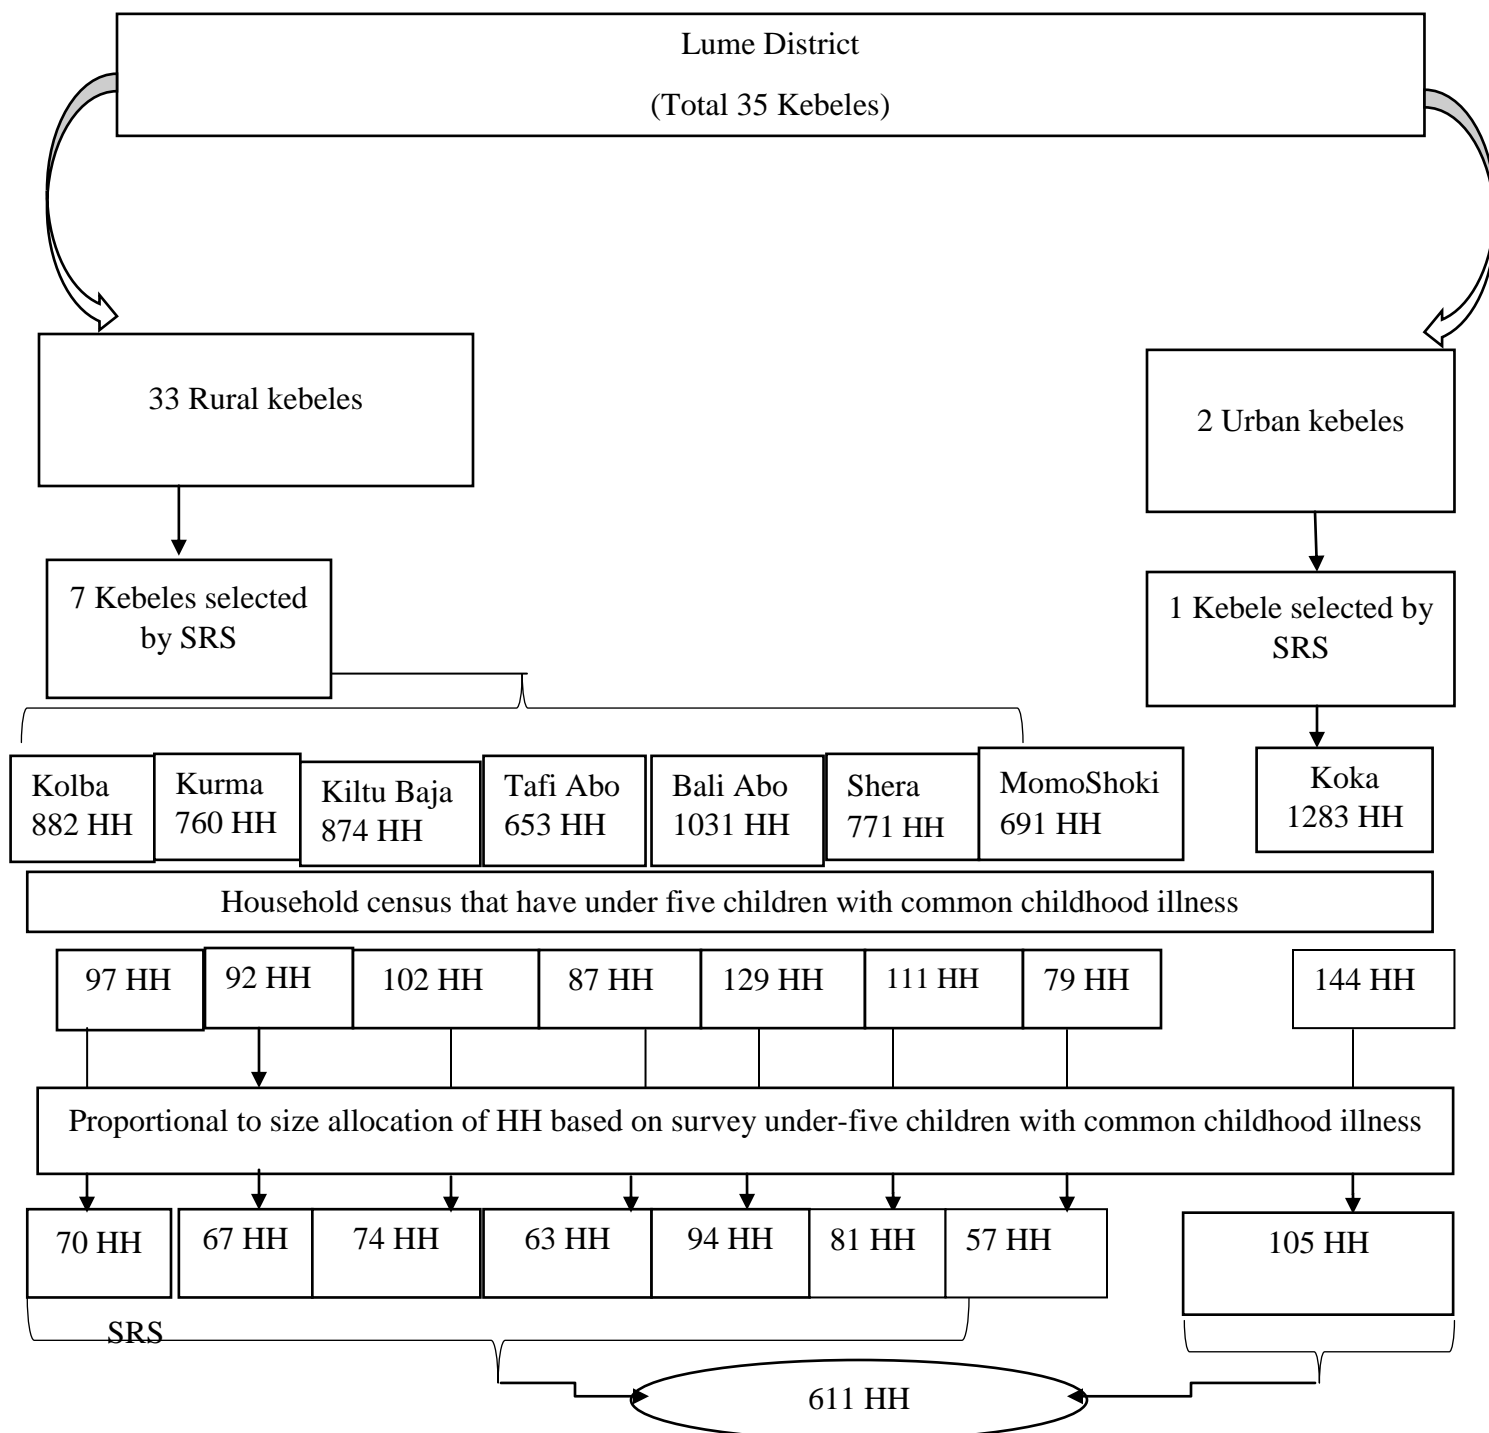 Lume District
(Total 35 Kebeles)
33 Rural kebeles
2 Urban kebeles
7 Kebeles selected
by SRS
1 Kebele selected by
SRS
Kolba
882 HH
Kurma
760 HH
Kiltu Baja
874 HH
Tafi Abo
653 HH
Bali Abo
1031 HH
Shera
771 HH
MomoShoki
691 HH
Koka
1283 HH
Household census that have under five children with common childhood illness
97 HH
92 HH
102 HH
87 HH
129 HH
111 HH
79 HH
144 HH
Proportional to size allocation of HH based on survey under-five children with common childhood illness
70 HH
67 HH
74 HH
63 HH
94 HH
81 HH
57 HH
105 HH
SRS
611 HH